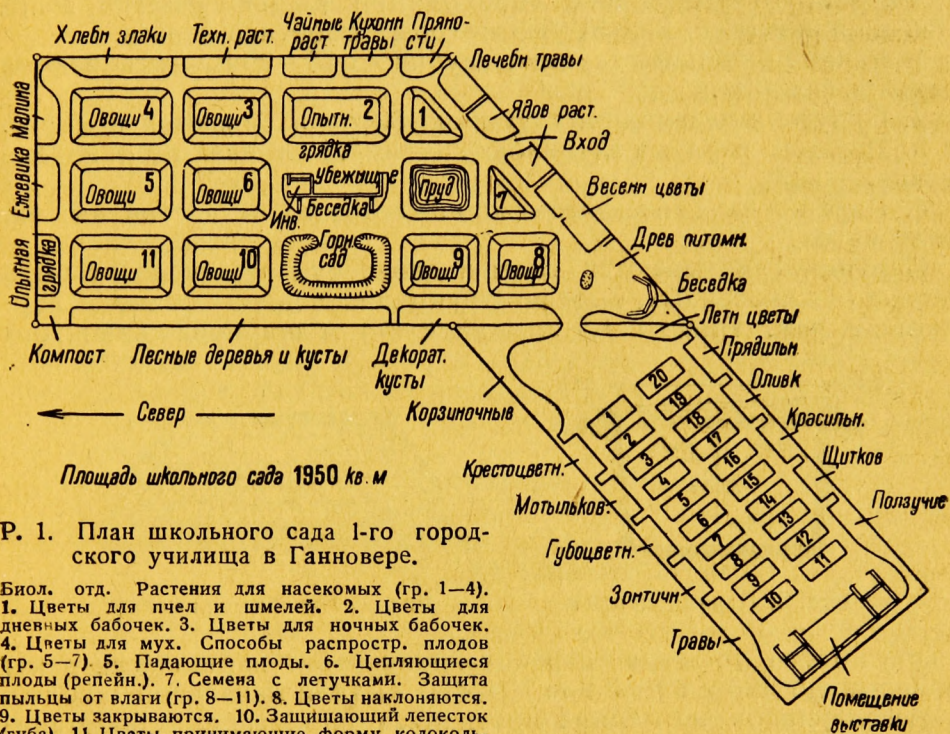 Хлебн злаки
Техн. раст.
Чайные
раст
Кухонн
травы
Пряно-
сти
Лечебн травы
Ядов раст.
Вход
Весенн цветы
Древ питомн.
Беседка
Летн цветы
Малина
Ежевика
Опытная
грядка
Овощи 4
Овощи 3
Опытн. 2
грядка
1
Овощи 5
Овощи 6
убежище
Беседка
Инв.
Пруд
7
Овощи 11
Овощи 10
Горн.
сад
Овощи 9
Овощи 8
Компост
Лесные деревья и кусты
Декорат.
кусты
Север
Корзиночные
Крестоцветн.
Мотыльков.
Губоцветн.
Зонтичн.
Травы
Прядильн
Оливк
Красильн.
Щитков
Ползучие
1
2
3
4
5
6
7
8
9
10
20
19
18
17
16
15
14
13
12
11
Помещение
выставки
Площадь школьного сада 1950 кв. м
Р. 1. План школьного сада 1-го город-
ского училища в Ганновере.
Биол. отд. Растения для насекомых (гр. 1—4).
1. Цветы для пчел и шмелей. 2. Цветы для
дневных бабочек. 3. Цветы для ночных бабочек.
4. Цветы для мух. Способы распростр. плодов
(гр. 5—7). 5. Падающие плоды. 6. Цепляющиеся
плоды (репейн.). 7. Семена с летучками. Защита
пыльцы от влаги (гр. 8—11). 8. Цветы наклоняются.
9. Цветы закрываются. 10. Защищающий лепесток
(губа). 11 Цветы, принимающие форму колоколь-